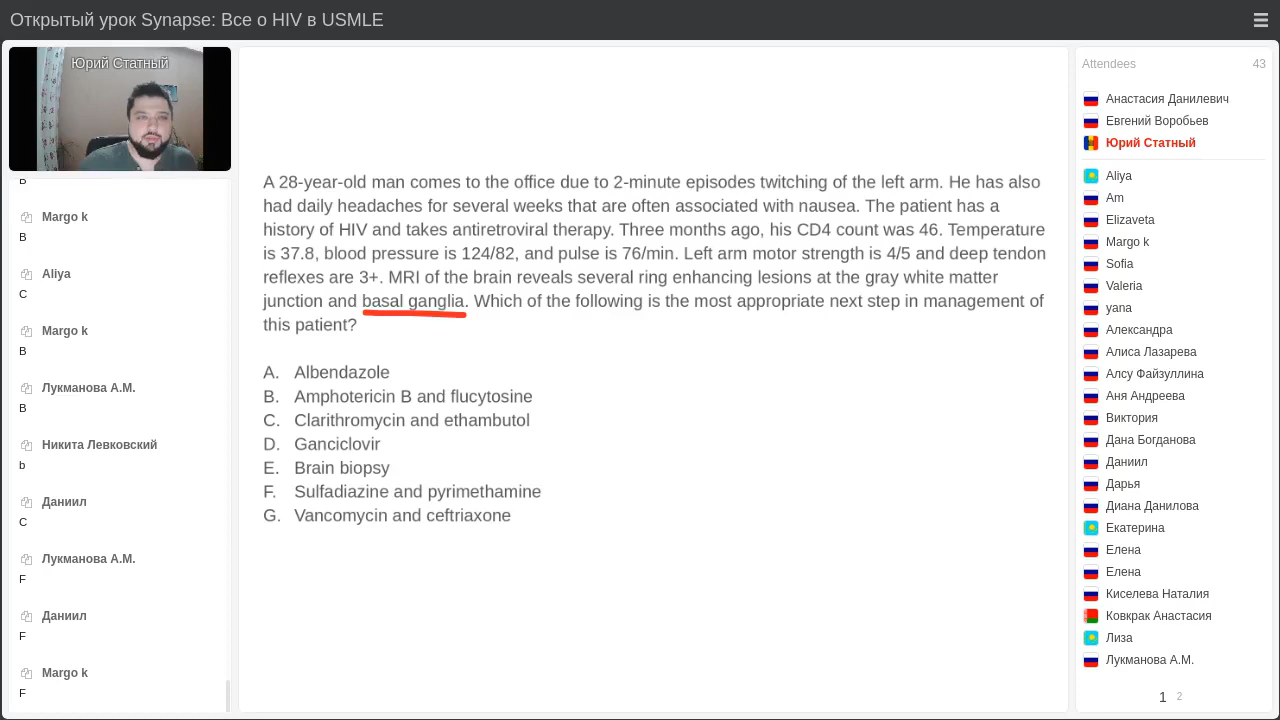 Открытый урок Synapse: Все о HIV в USMLE
Юрий Статный
B
Margo k
B
Aliya
C
Margo k
B
Лукманова А.М.
B
Никита Левковский
b
Даниил
C
Лукманова А.М.
F
Даниил
F
Margo k
F
A 28-year-old man comes to the office due to 2-minute episodes twitching of the left arm. He has also
had daily headaches for several weeks that are often associated with nausea. The patient has a
history of HIV and takes antiretroviral therapy. Three months ago, his CD4 count was 46. Temperature
is 37.8, blood pressure is 124/82, and pulse is 76/min. Left arm motor strength is 4/5 and deep tendon
reflexes are 3+. MRI of the brain reveals several ring enhancing lesions at the gray white matter
junction and basal ganglia. Which of the following is the most appropriate next step in management of
this patient?
A. Albendazole
B. Amphotericin B and flucytosine
C. Clarithromycin and ethambutol
D. Ganciclovir
E. Brain biopsy
F. Sulfadiazine and pyrimethamine
G. Vancomycin and ceftriaxone
Attendees 43
Анастасия Данилевич
Евгений Воробьев
Юрий Статный
Aliya
Am
Elizaveta
Margo k
Sofia
Valeria
yana
Александра
Алиса Лазарева
Алсу Файзуллина
Аня Андреева
Виктория
Дана Богданова
Даниил
Дарья
Диана Данилова
Екатерина
Елена
Елена
Киселева Наталия
Ковкрак Анастасия
Лиза
Лукманова А.М.
1 2